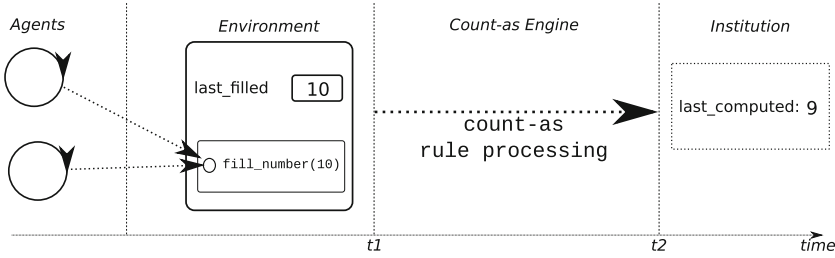 Agents
Environment
Count-as Engine
Institution
last_filled
10
fill_number(10)
count-as
rule processing
last_computed: 9
t1
t2
time